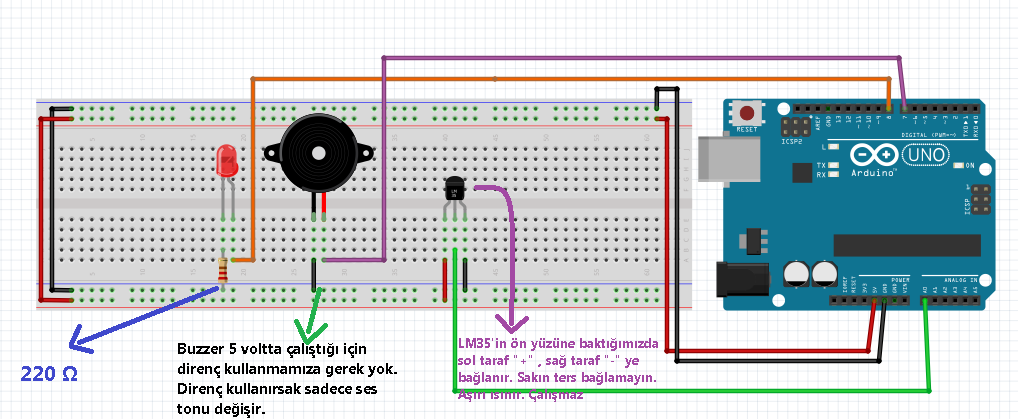 RESET
ICSP2
AREF
GND
13
12
~11
~10
~9
8
7
~6
~5
4
~3
2
TX▸1
RX◂0
DIGITAL (PWM=~)
L
TX
RX
Arduino
UNO
ON
ICSP
1
LM
35
5
10
15
25
35
45
50
55
60
IOREF
RESET
3V3
5V
GND
GND
VIN
POWER
ANALOG IN
A0
A1
A2
A3
A4
A5
220 Ω
Buzzer 5 voltta çalıştığı için
direnç kullanmamıza gerek yok.
Direnç kullanırsak sadece ses
tonu değişir.
LM35'in ön yüzüne baktığımızda
sol taraf "+" , sağ taraf "-" ye
bağlanır. Sakın ters bağlamayın.
Aşırı ısınır. Çalışmaz